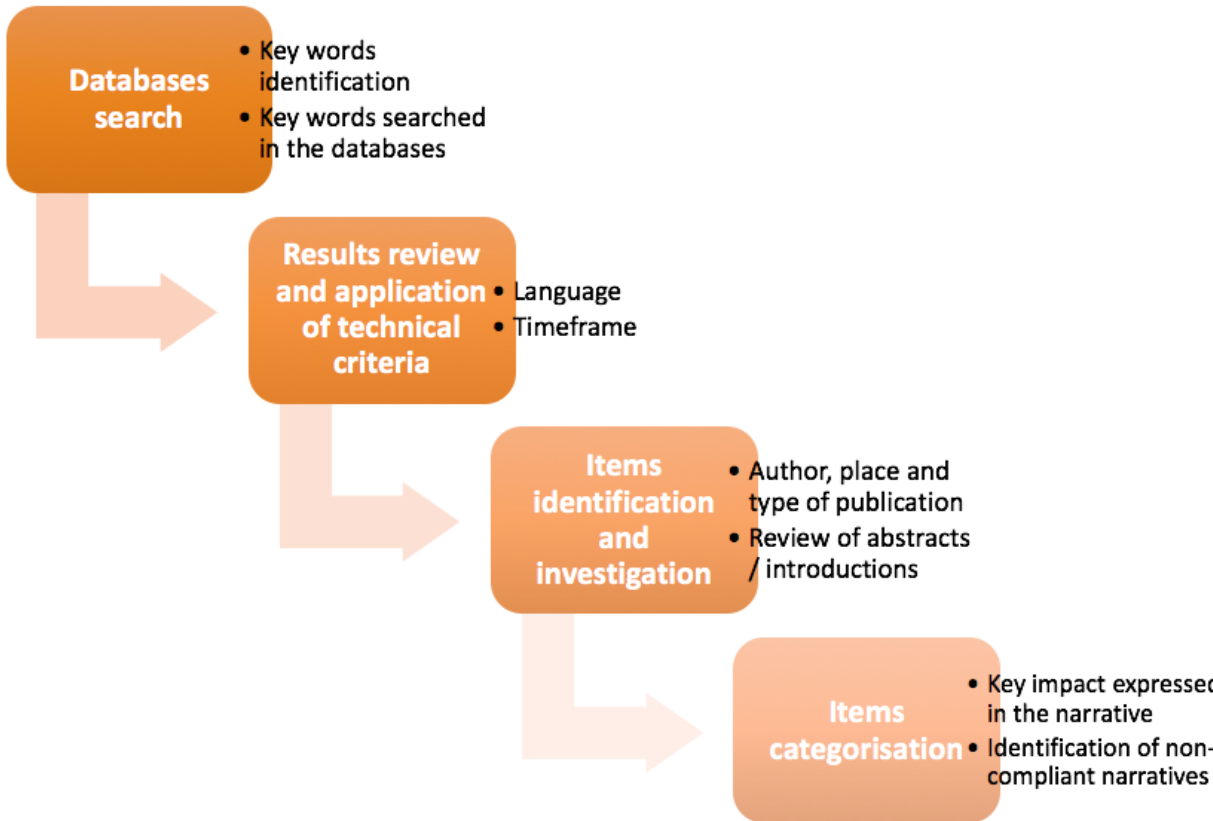 Databases
search
• Key words
identification
• Key words searched
in the databases
Results review
and application
of technical
criteria
• Language
• Timeframe
Items
identification
and
investigation
• Author, place and
type of publication
• Review of abstracts
/ introductions
Items
categorisation
• Key impact expressed
in the narrative
• Identification of non-
compliant narratives